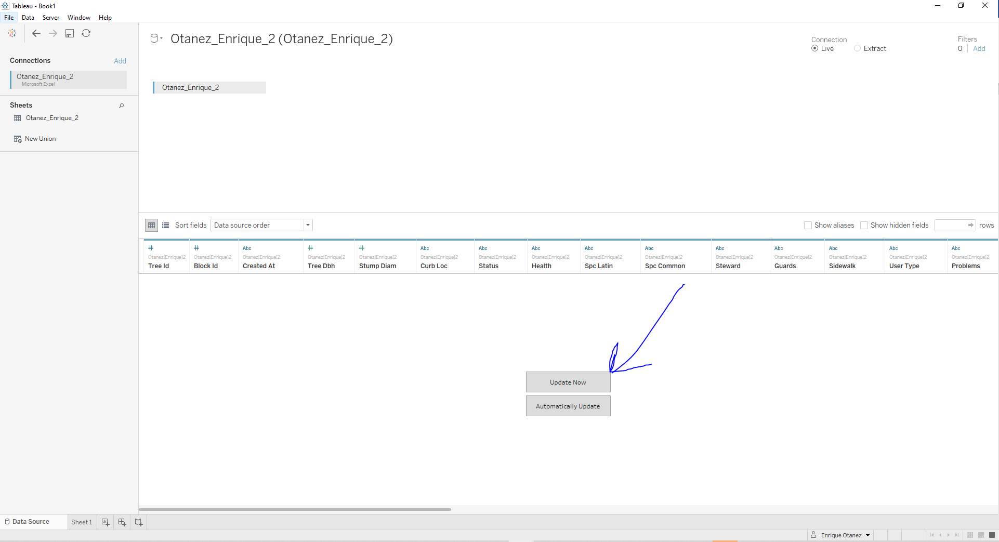 Tableau - Book1
File Data Server Window Help
Otanez_Enrique_2 (Otanez_Enrique_2)
Connection
Live Extract
Filters
0 Add
Connections Add
Otanez_Enrique_2
Microsoft Excel
Otanez_Enrique_2
Sheets
Otanez_Enrique_2
New Union
Sort fields Data source order Show aliases Show hidden fields rows
# # Abc # # Abc Abc Abc Abc Abc Abc Abc Abc Abc Abc
Otanez!Enrique!2 Otanez!Enrique!2 Otanez!Enrique!2 Otanez!Enrique!2 Otanez!Enrique!2 Otanez!Enrique!2 Otanez!Enrique!2 Otanez!Enrique!2 Otanez!Enrique!2 Otanez!Enrique!2 Otanez!Enrique!2 Otanez!Enrique!2 Otanez!Enrique!2 Otanez!Enrique!2 Otanez!Enrique!2
Tree Id Block Id Created At Tree Dbh Stump Diam Curb Loc Status Health Spc Latin Spc Common Steward Guards Sidewalk User Type Problems
Update Now
Automatically Update
Data Source Sheet 1
Enrique Otanez